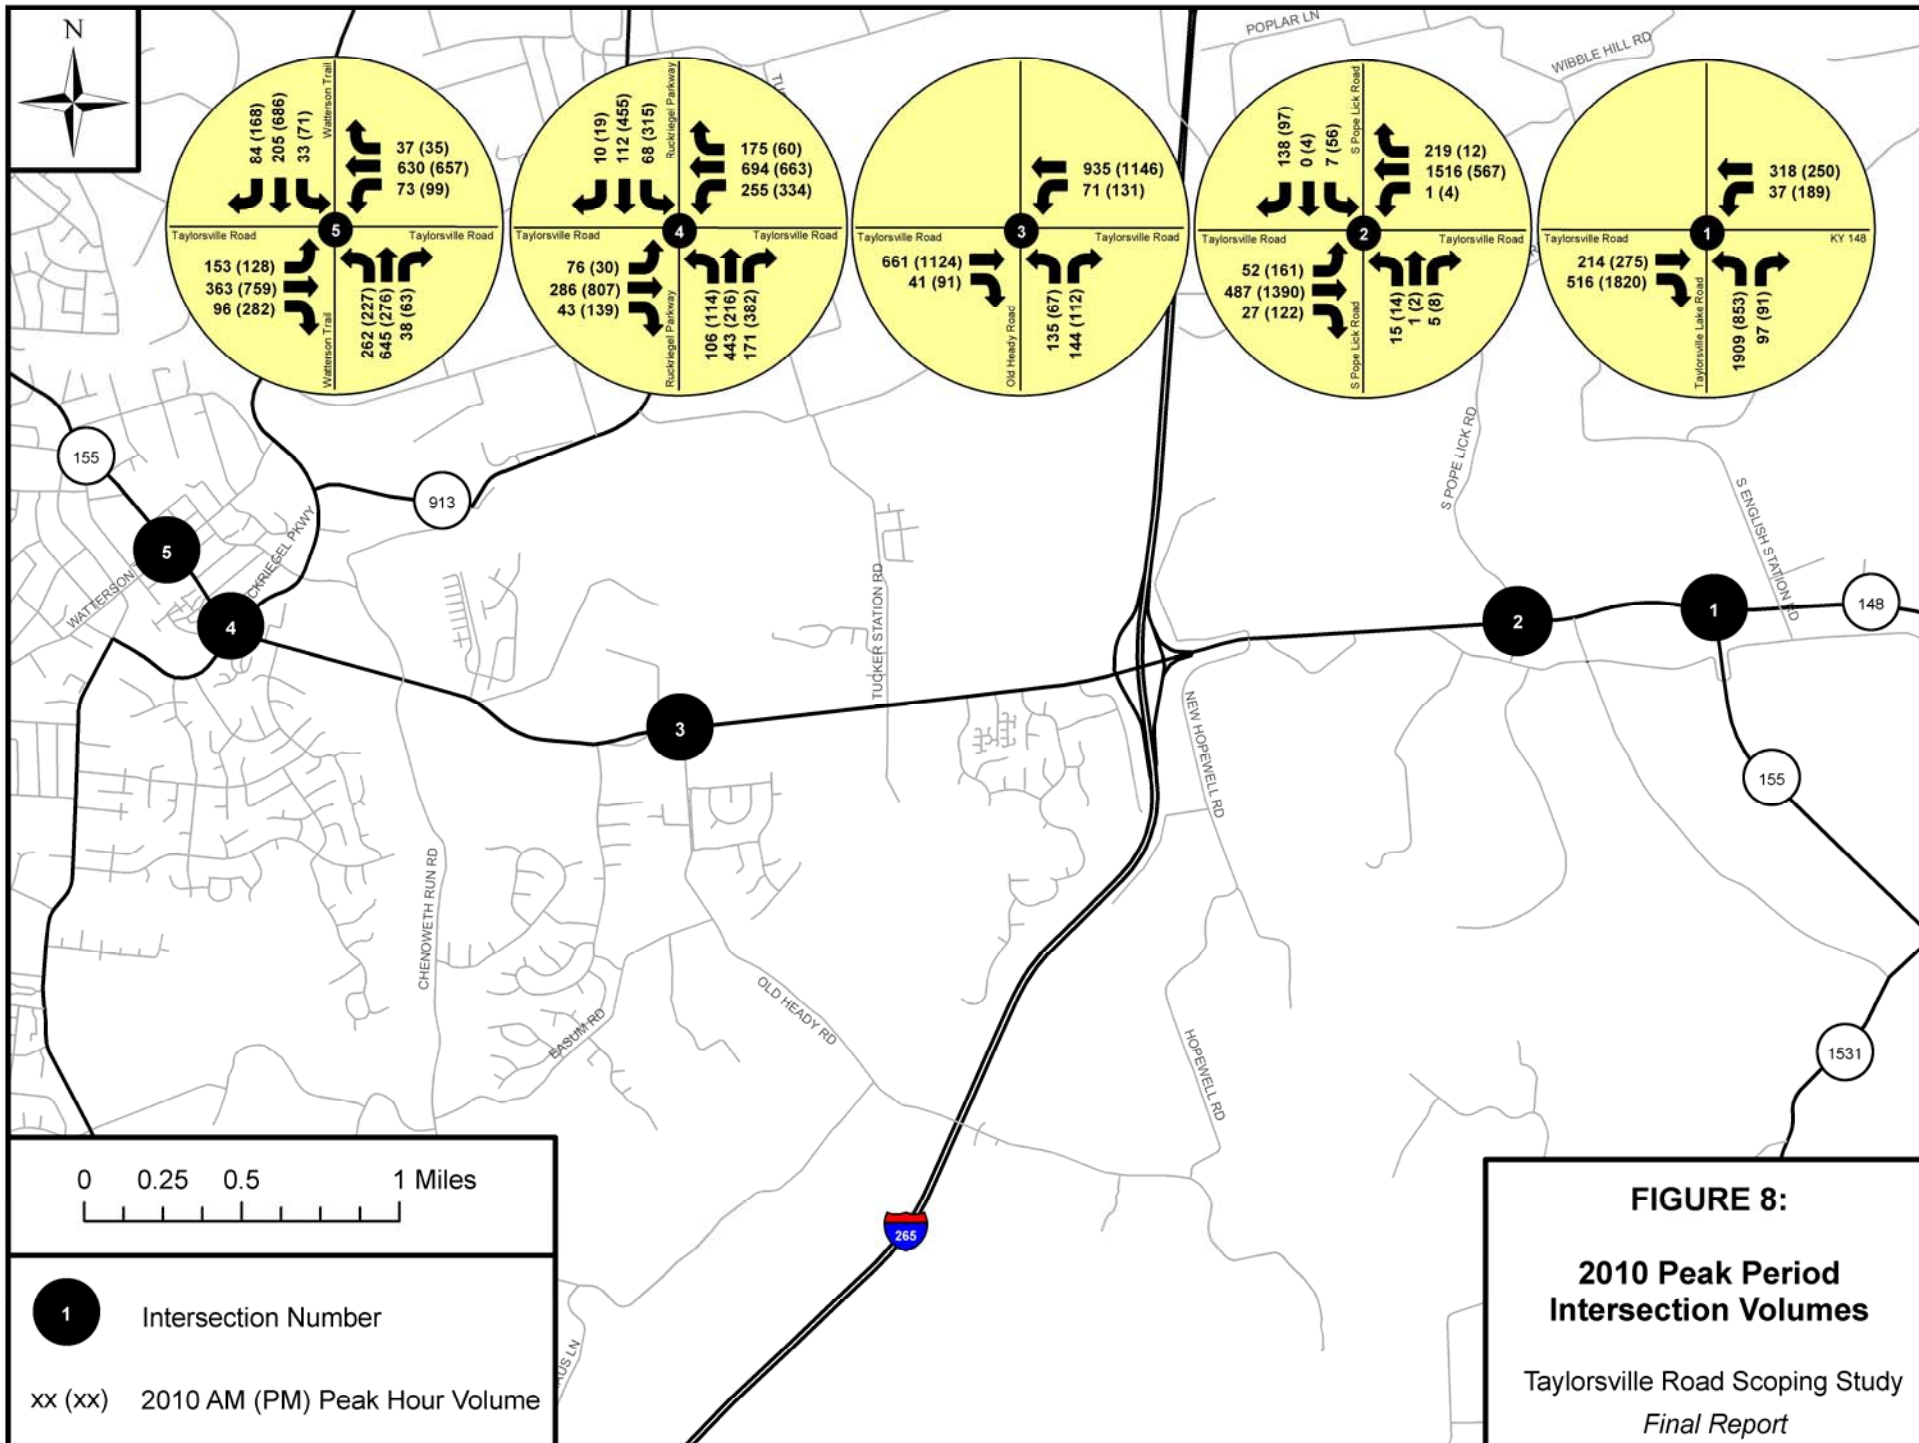 N
POPLAR LN
WIBBLE HILL RD
Watterson Trail
84 (168)
205 (686)
33 (71)
37 (35)
630 (657)
73 (99)
5
Taylorsville Road
Taylorsville Road
153 (128)
363 (759)
96 (282)
262 (227)
645 (276)
38 (63)
Watterson Trail
Ruckriegel Parkway
10 (19)
112 (455)
68 (315)
175 (60)
694 (663)
255 (334)
4
Taylorsville Road
Taylorsville Road
76 (30)
286 (807)
43 (139)
106 (114)
443 (216)
171 (382)
Ruckriegel Parkway
935 (1146)
71 (131)
3
Taylorsville Road
Taylorsville Road
661 (1124)
41 (91)
135 (67)
144 (112)
Old Heady Road
S Pope Lick Road
138 (97)
0 (4)
7 (56)
219 (12)
1516 (567)
1 (4)
2
Taylorsville Road
Taylorsville Road
52 (161)
487 (1390)
27 (122)
15 (14)
1 (2)
5 (8)
S Pope Lick Road
318 (250)
37 (189)
1
Taylorsville Road
KY 148
214 (275)
516 (1820)
1909 (853)
97 (91)
Taylorsville Lake Road
155
913
5
4
3
2
1
148
155
1531
265
WATTERSON
CKRIEGEL PKWY
TUCKER STATION RD
S POPE LICK RD
S ENGLISH STATION RD
NEW HOPEWELL RD
CHENOWETH RUN RD
OLD HEADY RD
EASUM RD
HOPEWELL RD
0 0.25 0.5 1 Miles
1 Intersection Number
xx (xx) 2010 AM (PM) Peak Hour Volume
FIGURE 8:
2010 Peak Period
Intersection Volumes
Taylorsville Road Scoping Study
Final Report